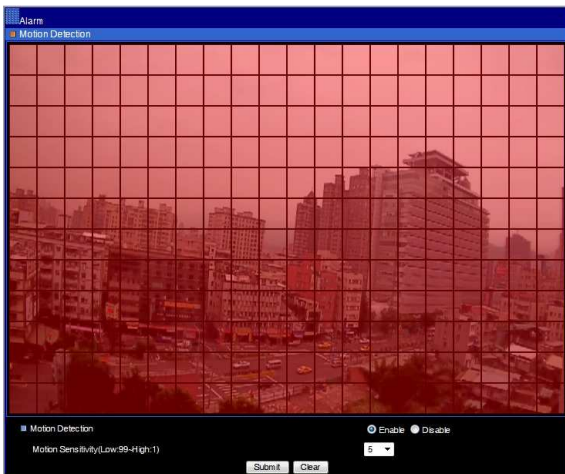 Alarm
Motion Detection
Motion Detection Enable Disable
Motion Sensitivity(Low:99~High:1) 5
Submit Clear